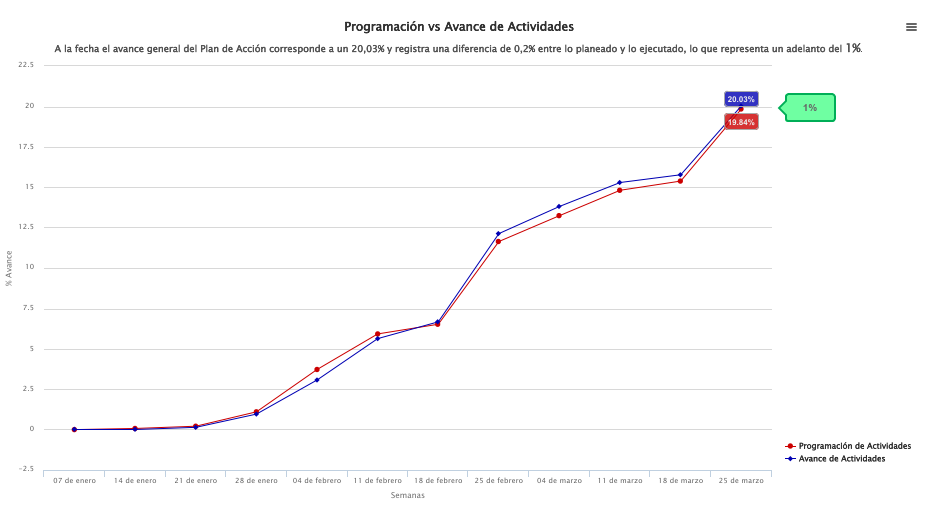 Programación vs Avance de Actividades
A la fecha el avance general del Plan de Acción corresponde a un 20,03% y registra una diferencia de 0,2% entre lo planeado y lo ejecutado, lo que representa un adelanto del 1%.
22.5
20
17.5
15
12.5
10
7.5
5
2.5
0
-2.5
% Avance
20.03%
19.84%
1%
07 de enero
14 de enero
21 de enero
28 de enero
04 de febrero
11 de febrero
18 de febrero
25 de febrero
04 de marzo
11 de marzo
18 de marzo
25 de marzo
Semanas
Programación de Actividades
Avance de Actividades